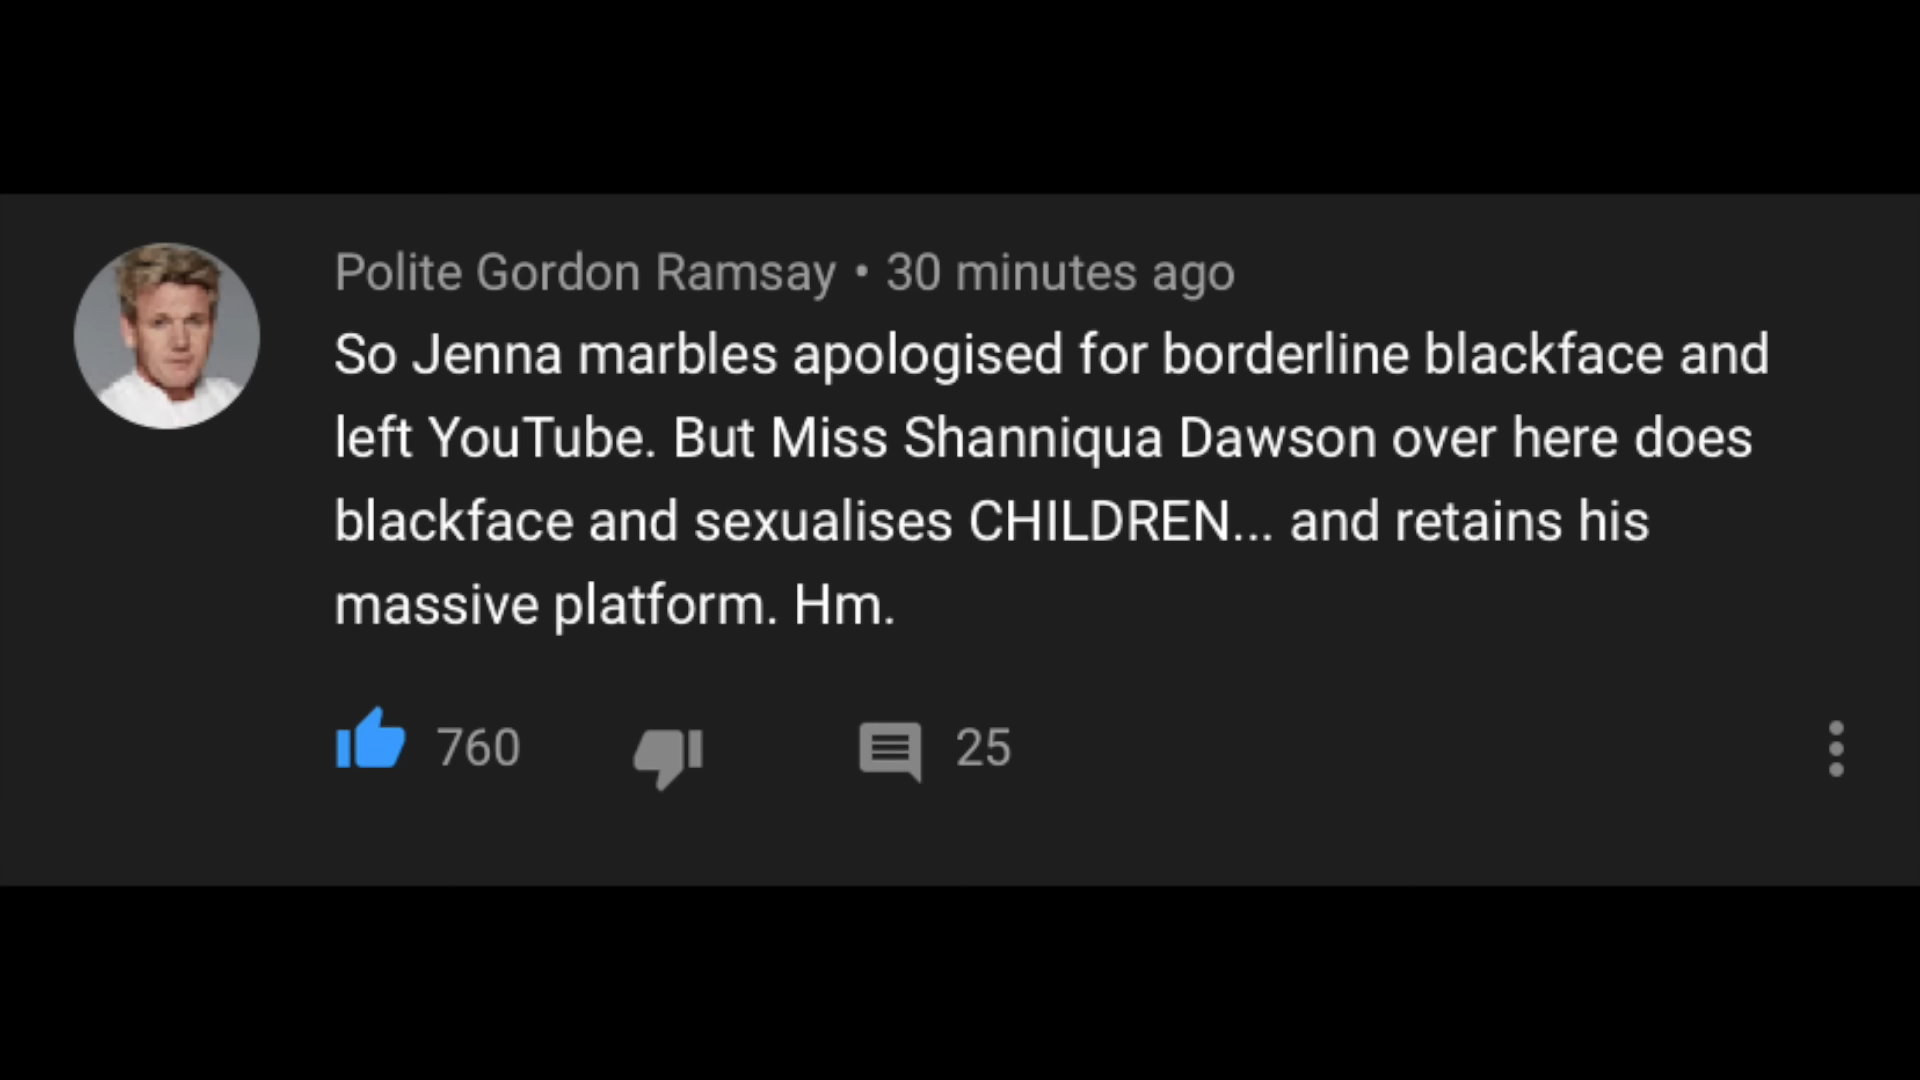 Polite Gordon Ramsay • 30 minutes ago
So Jenna marbles apologised for borderline blackface and
left YouTube. But Miss Shanniqua Dawson over here does
blackface and sexualises CHILDREN... and retains his
massive platform. Hm.
760 25